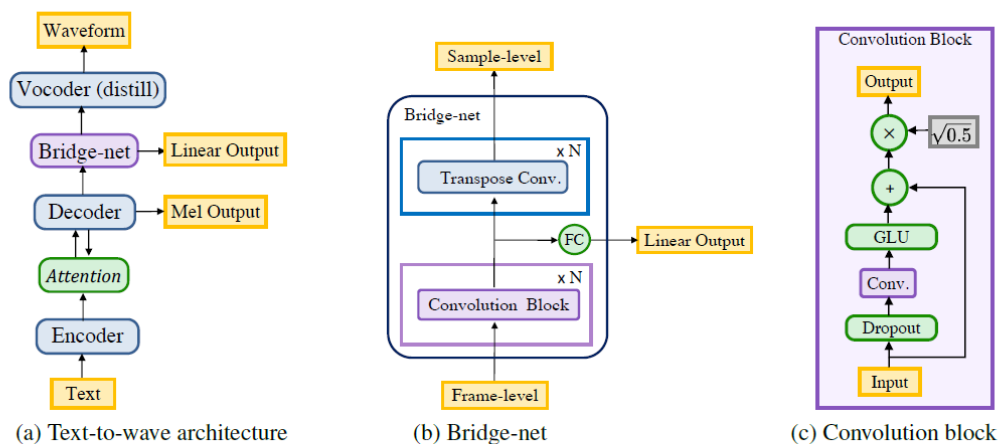 Waveform
Vocoder (distill)
Bridge-net
Linear Output
Decoder
Mel Output
Attention
Encoder
Text
(a) Text-to-wave architecture
Sample-level
Bridge-net
x N
Transpose Conv.
FC
Linear Output
x N
Convolution Block
Frame-level
(b) Bridge-net
Convolution Block
Output
×
√0.5
+
GLU
Conv.
Dropout
Input
(c) Convolution block